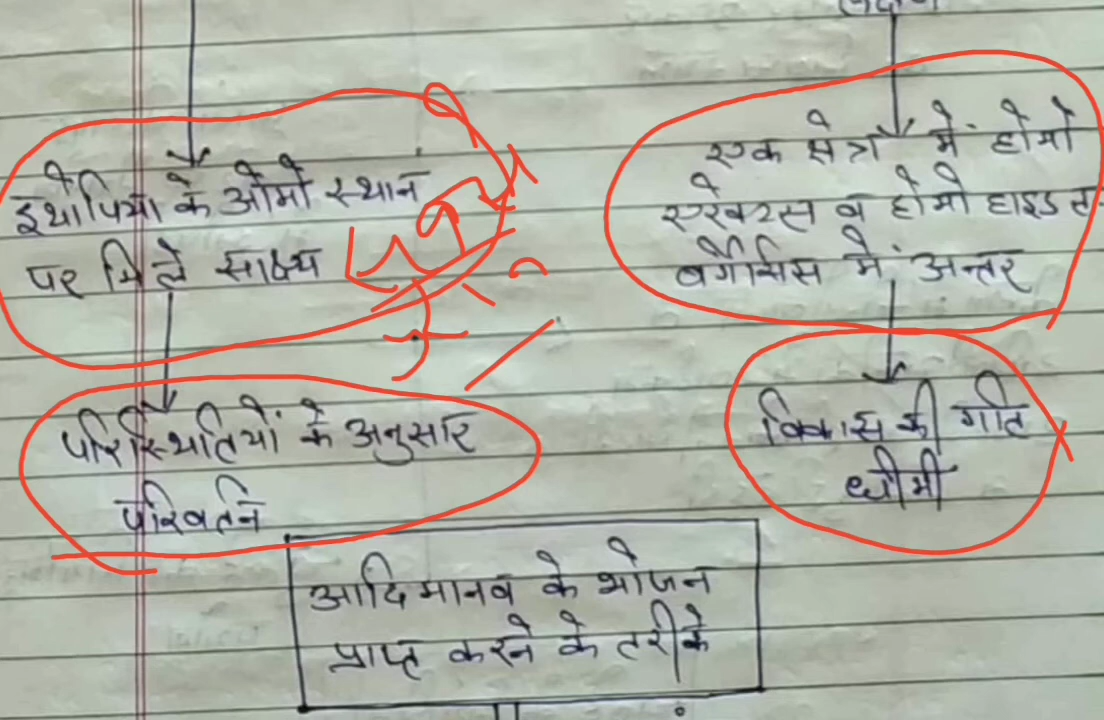 इथोपिया के ओमो स्थान
पर मिले साक्ष्य
परिस्थितियों के अनुसार
परिवर्तन
एक क्षेत्र में होमो
एरेक्टस व होमो हाइडल
बर्गेसिस में अन्तर
विकास की गति
धीमी
आदिमानव के भोजन
प्राप्त करने के तरीके